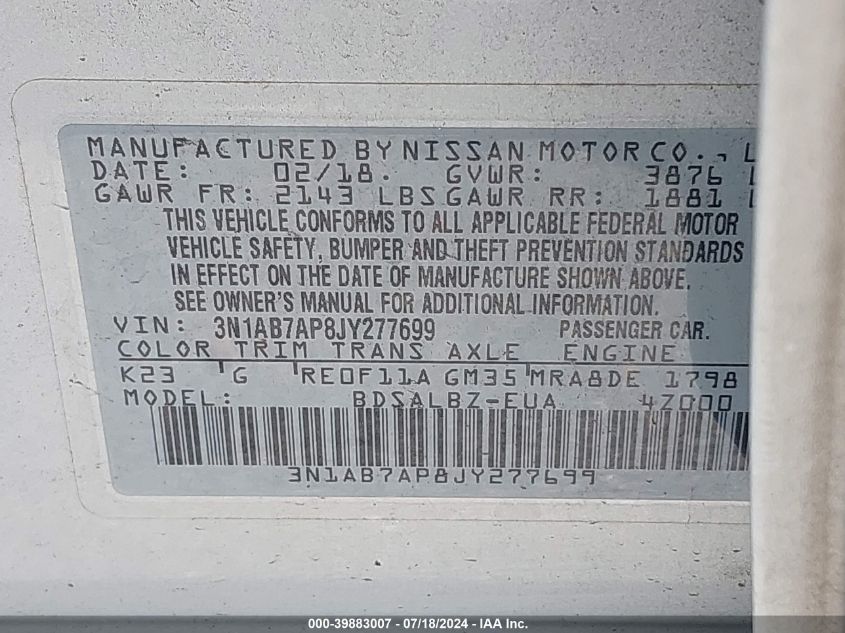 MANUFACTURED BY NISSAN MOTOR CO., L
DATE: 02/18. GVWR: 3876 L
GAWR FR: 2143 LBS GAWR RR: 1881 L
THIS VEHICLE CONFORMS TO ALL APPLICABLE FEDERAL MOTOR
VEHICLE SAFETY, BUMPER AND THEFT PREVENTION STANDARDS
IN EFFECT ON THE DATE OF MANUFACTURE SHOWN ABOVE.
SEE OWNER'S MANUAL FOR ADDITIONAL INFORMATION.
VIN: 3N1AB7AP8JY277699 PASSENGER CAR.
COLOR TRIM TRANS AXLE ENGINE
K23 G RE0F11A GM35 MRA8DE 1798
MODEL: BDSALBZ-EUA 4Z000
3N1AB7AP8JY277699
000-39883007 - 07/18/2024 - IAA Inc.